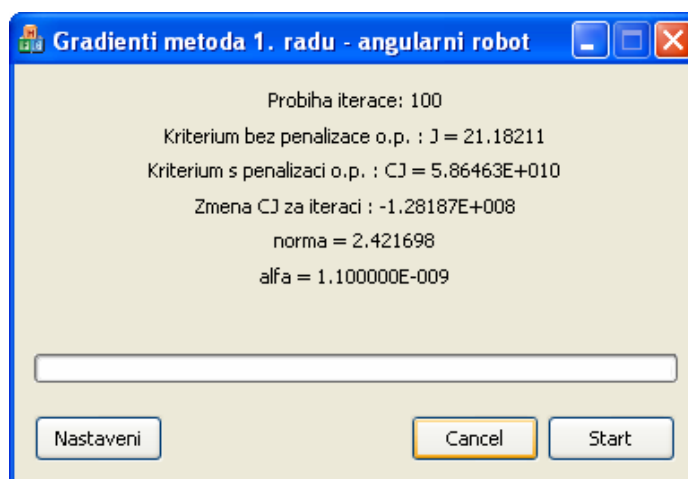 Gradienti metoda 1. radu - angularni robot
Probiha iterace: 100
Kriterium bez penalizace o.p. : J = 21.18211
Kriterium s penalizaci o.p. : CJ = 5.86463E+010
Zmena CJ za iteraci : -1.28187E+008
norma = 2.421698
alfa = 1.100000E-009
Nastaveni Cancel Start